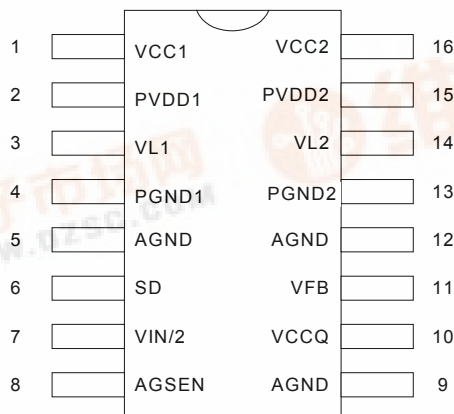 1 VCC1 VCC2 16
2 PVDD1 PVDD2 15
3 VL1 VL2 14
4 PGND1 PGND2 13
5 AGND AGND 12
6 SD VFB 11
7 VIN/2 VCCQ 10
8 AGSEN AGND 9